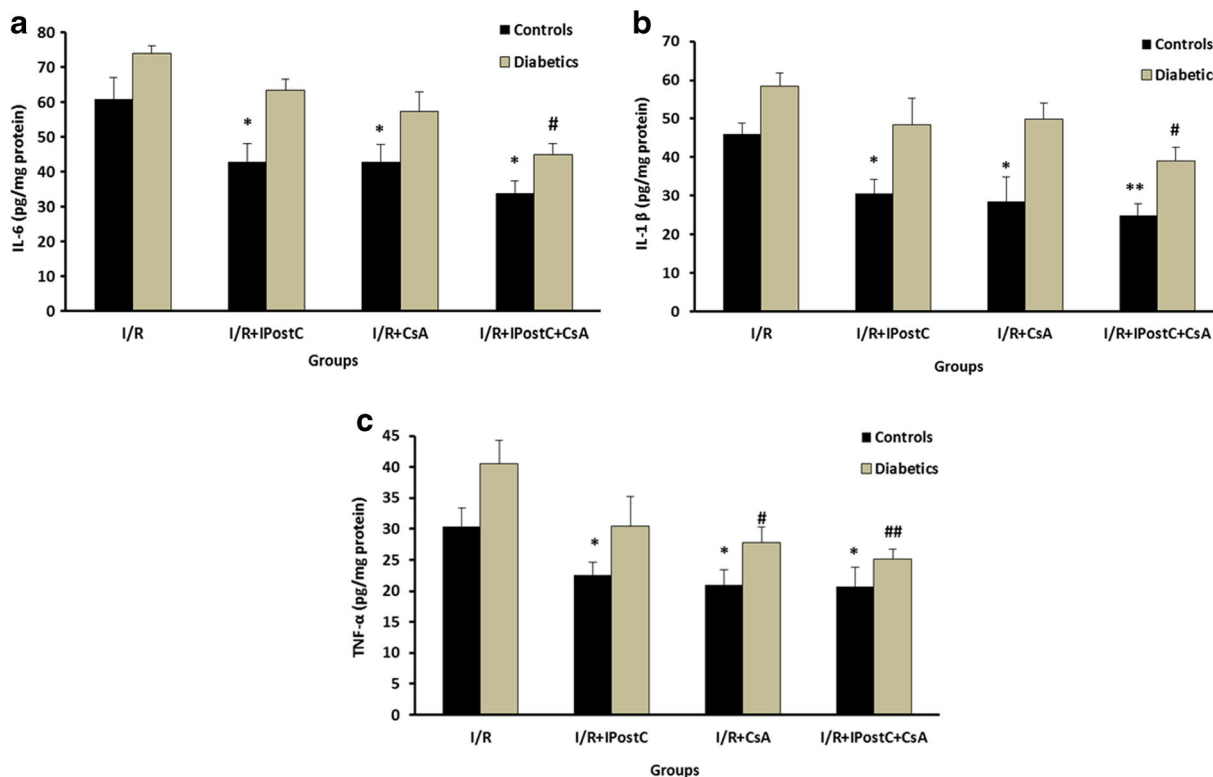 a
Controls
Diabetics
IL-6 (pg/mg protein)
80
70
60
50
40
30
20
10
0
*
*
*
#
I/R
I/R+IPostC
I/R+CsA
I/R+IPostC+CsA
Groups
b
Controls
Diabetic
IL-1 β (pg/mg protein)
70
60
50
40
30
20
10
0
*
*
**
#
I/R
I/R+IPostC
I/R+CsA
I/R+IPostC+CsA
Groups
c
Controls
Diabetics
TNF-α (pg/mg protein)
45
40
35
30
25
20
15
10
5
0
*
*
#
*
##
I/R
I/R+IPostC
I/R+CsA
I/R+IPostC+CsA
Groups